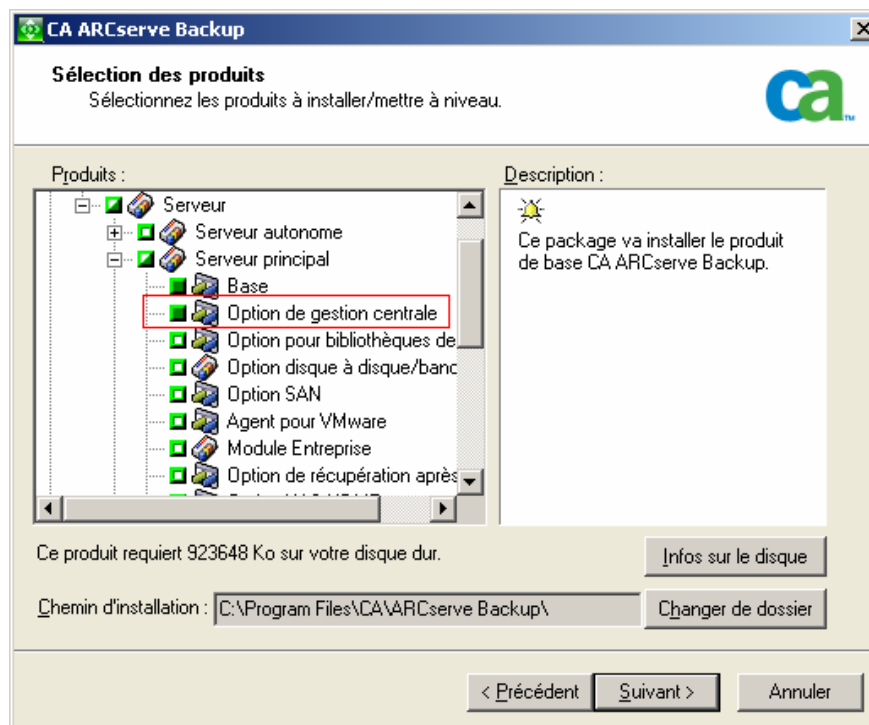 CA ARCserve Backup
Sélection des produits
Sélectionnez les produits à installer/mettre à niveau.
ca
TM
Produits :
Description :
Serveur
Serveur autonome
Serveur principal
Base
Option de gestion centrale
Option pour bibliothèques de
Option disque à disque/banc
Option SAN
Agent pour VMware
Module Entreprise
Option de récupération après
Ce package va installer le produit
de base CA ARCserve Backup.
Ce produit requiert 923648 Ko sur votre disque dur.
Infos sur le disque
Chemin d'installation : C:\Program Files\CA\ARCserve Backup\
Changer de dossier
< Précédent
Suivant >
Annuler